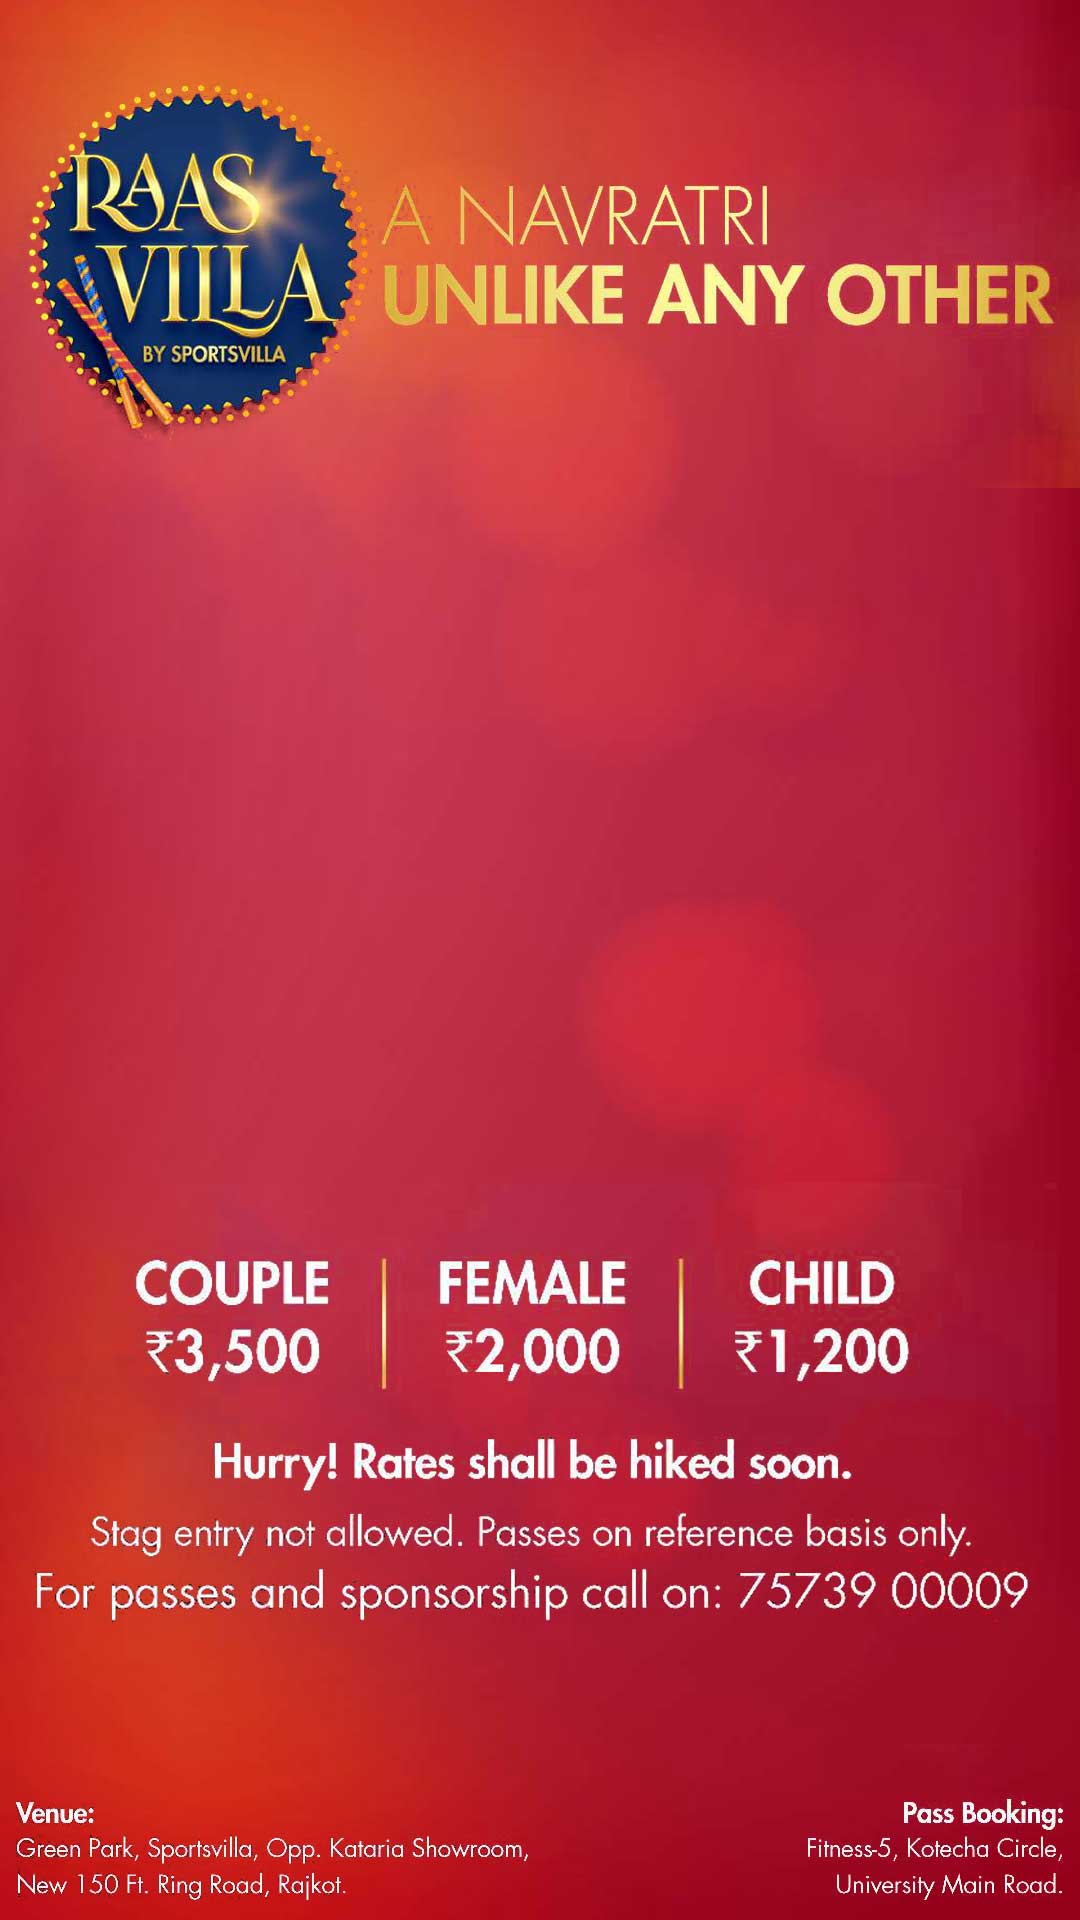 RAAS
VILLA
BY SPORTSVILLA
A NAVRATRI
UNLIKE ANY OTHER
COUPLE
₹3,500
FEMALE
₹2,000
CHILD
₹1,200
Hurry! Rates shall be hiked soon.
Stag entry not allowed. Passes on reference basis only.
For passes and sponsorship call on: 75739 00009
Venue:
Green Park, Sportsvilla, Opp. Kataria Showroom,
New 150 Ft. Ring Road, Rajkot.
Pass Booking:
Fitness-5, Kotecha Circle,
University Main Road.